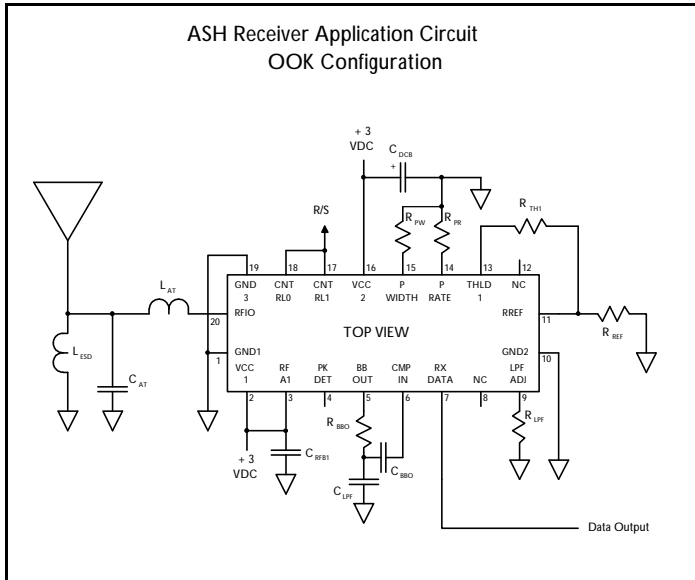 ASH Receiver Application Circuit
OOK Configuration
+ 3
VDC
C DCB
+
R/S
R PW
R PR
R TH1
19
18
17
16
15
14
13
12
GND
3
CNT
RL0
CNT
RL1
VCC
2
P
WIDTH
P
RATE
THLD
1
NC
L AT
20
RFIO
TOP VIEW
RREF
11
R REF
L ESD
C AT
1
GND1
GND2
10
VCC
1
RF
A1
PK
DET
BB
OUT
CMP
IN
RX
DATA
NC
LPF
ADJ
2
3
4
5
6
7
8
9
+ 3
VDC
C RFB1
R BBO
C BBO
C LPF
R LPF
Data Output